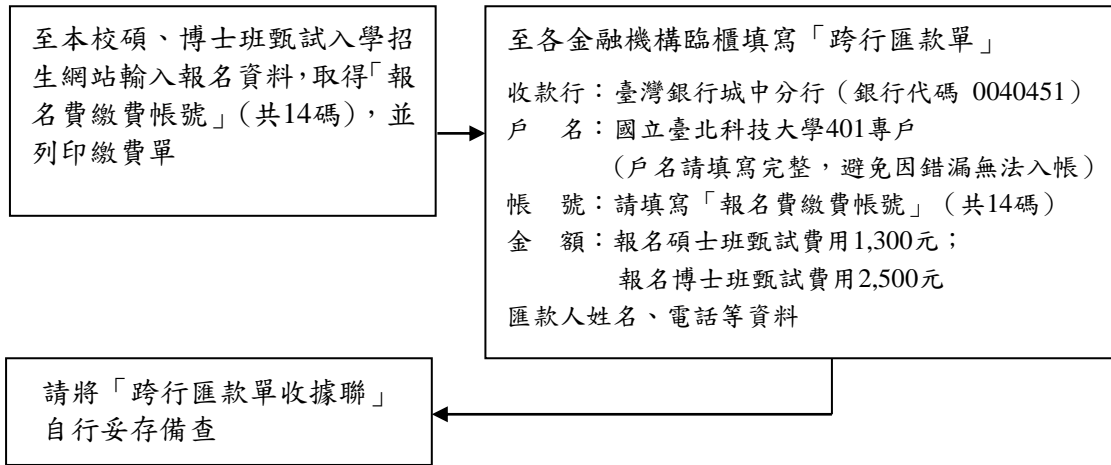 至本校碩、博士班甄試入學招
生網站輸入報名資料,取得「報
名費繳費帳號」(共14碼),並
列印繳費單
至各金融機構臨櫃填寫「跨行匯款單」
收款行：臺灣銀行城中分行（銀行代碼 0040451）
戶　名：國立臺北科技大學401專戶
（戶名請填寫完整，避免因錯漏無法入帳）
帳　號：請填寫「報名費繳費帳號」（共14碼）
金　額：報名碩士班甄試費用1,300元；
報名博士班甄試費用2,500元
匯款人姓名、電話等資料
請將「跨行匯款單收據聯」
自行妥存備查